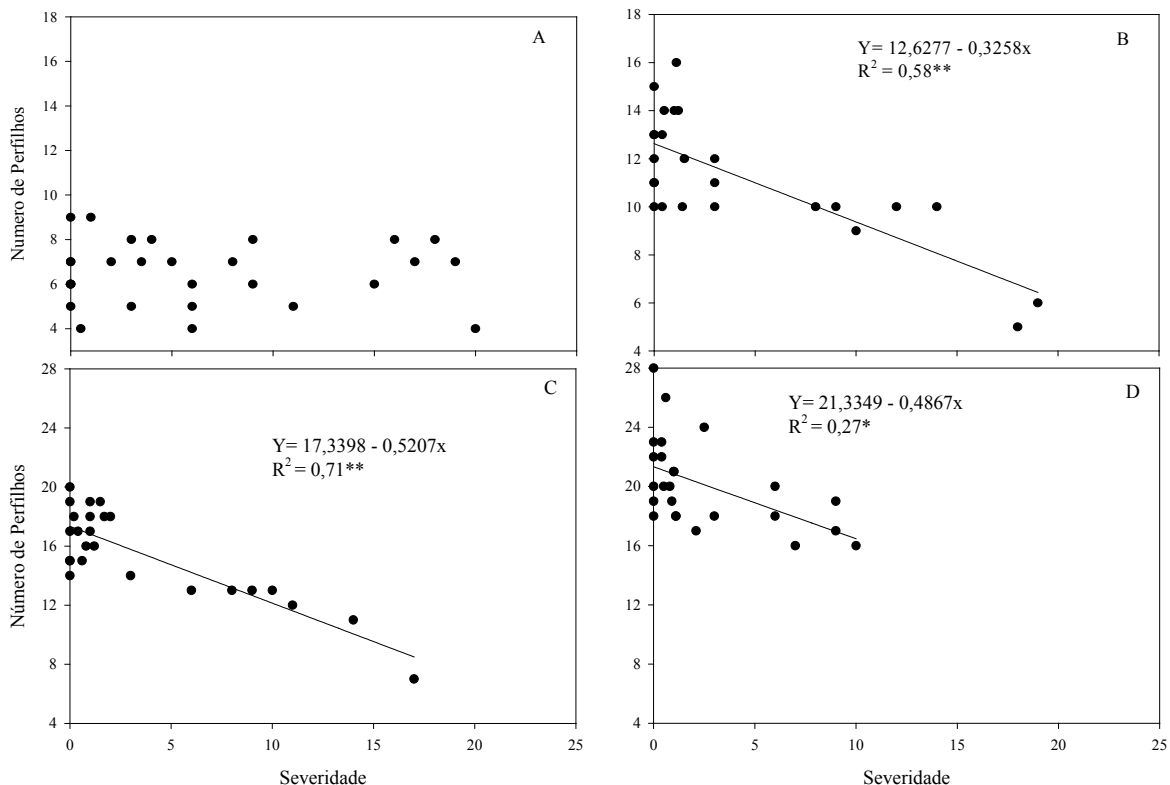 A
18
16
14
12
10
8
6
4
Numero de Perfilhos
B
Y= 12,6277 - 0,3258x
R² = 0,58**
18
16
14
12
10
8
6
4
C
Y= 17,3398 - 0,5207x
R² = 0,71**
28
24
20
16
12
8
4
Número de Perfilhos
0 5 10 15 20 25
Severidade
D
Y= 21,3349 - 0,4867x
R² = 0,27*
28
24
20
16
12
8
4
0 5 10 15 20 25
Severidade